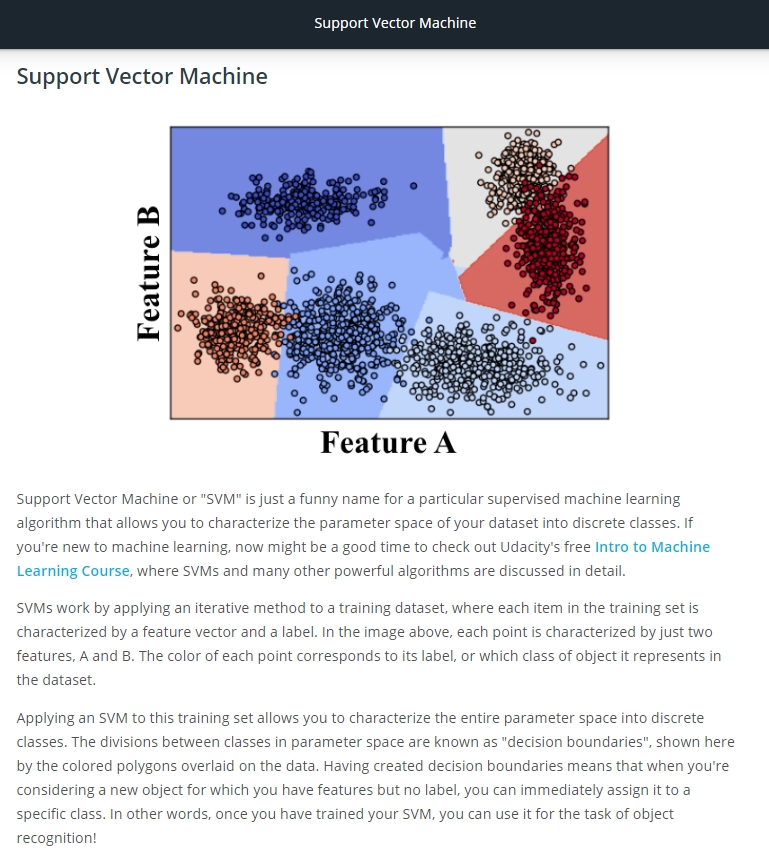 Support Vector Machine
Support Vector Machine
Feature B
Feature A
Support Vector Machine or "SVM" is just a funny name for a particular supervised machine learning
algorithm that allows you to characterize the parameter space of your dataset into discrete classes. If
you're new to machine learning, now might be a good time to check out Udacity's free Intro to Machine
Learning Course, where SVMs and many other powerful algorithms are discussed in detail.
SVMs work by applying an iterative method to a training dataset, where each item in the training set is
characterized by a feature vector and a label. In the image above, each point is characterized by just two
features, A and B. The color of each point corresponds to its label, or which class of object it represents in
the dataset.
Applying an SVM to this training set allows you to characterize the entire parameter space into discrete
classes. The divisions between classes in parameter space are known as "decision boundaries", shown here
by the colored polygons overlaid on the data. Having created decision boundaries means that when you're
considering a new object for which you have features but no label, you can immediately assign it to a
specific class. In other words, once you have trained your SVM, you can use it for the task of object
recognition!